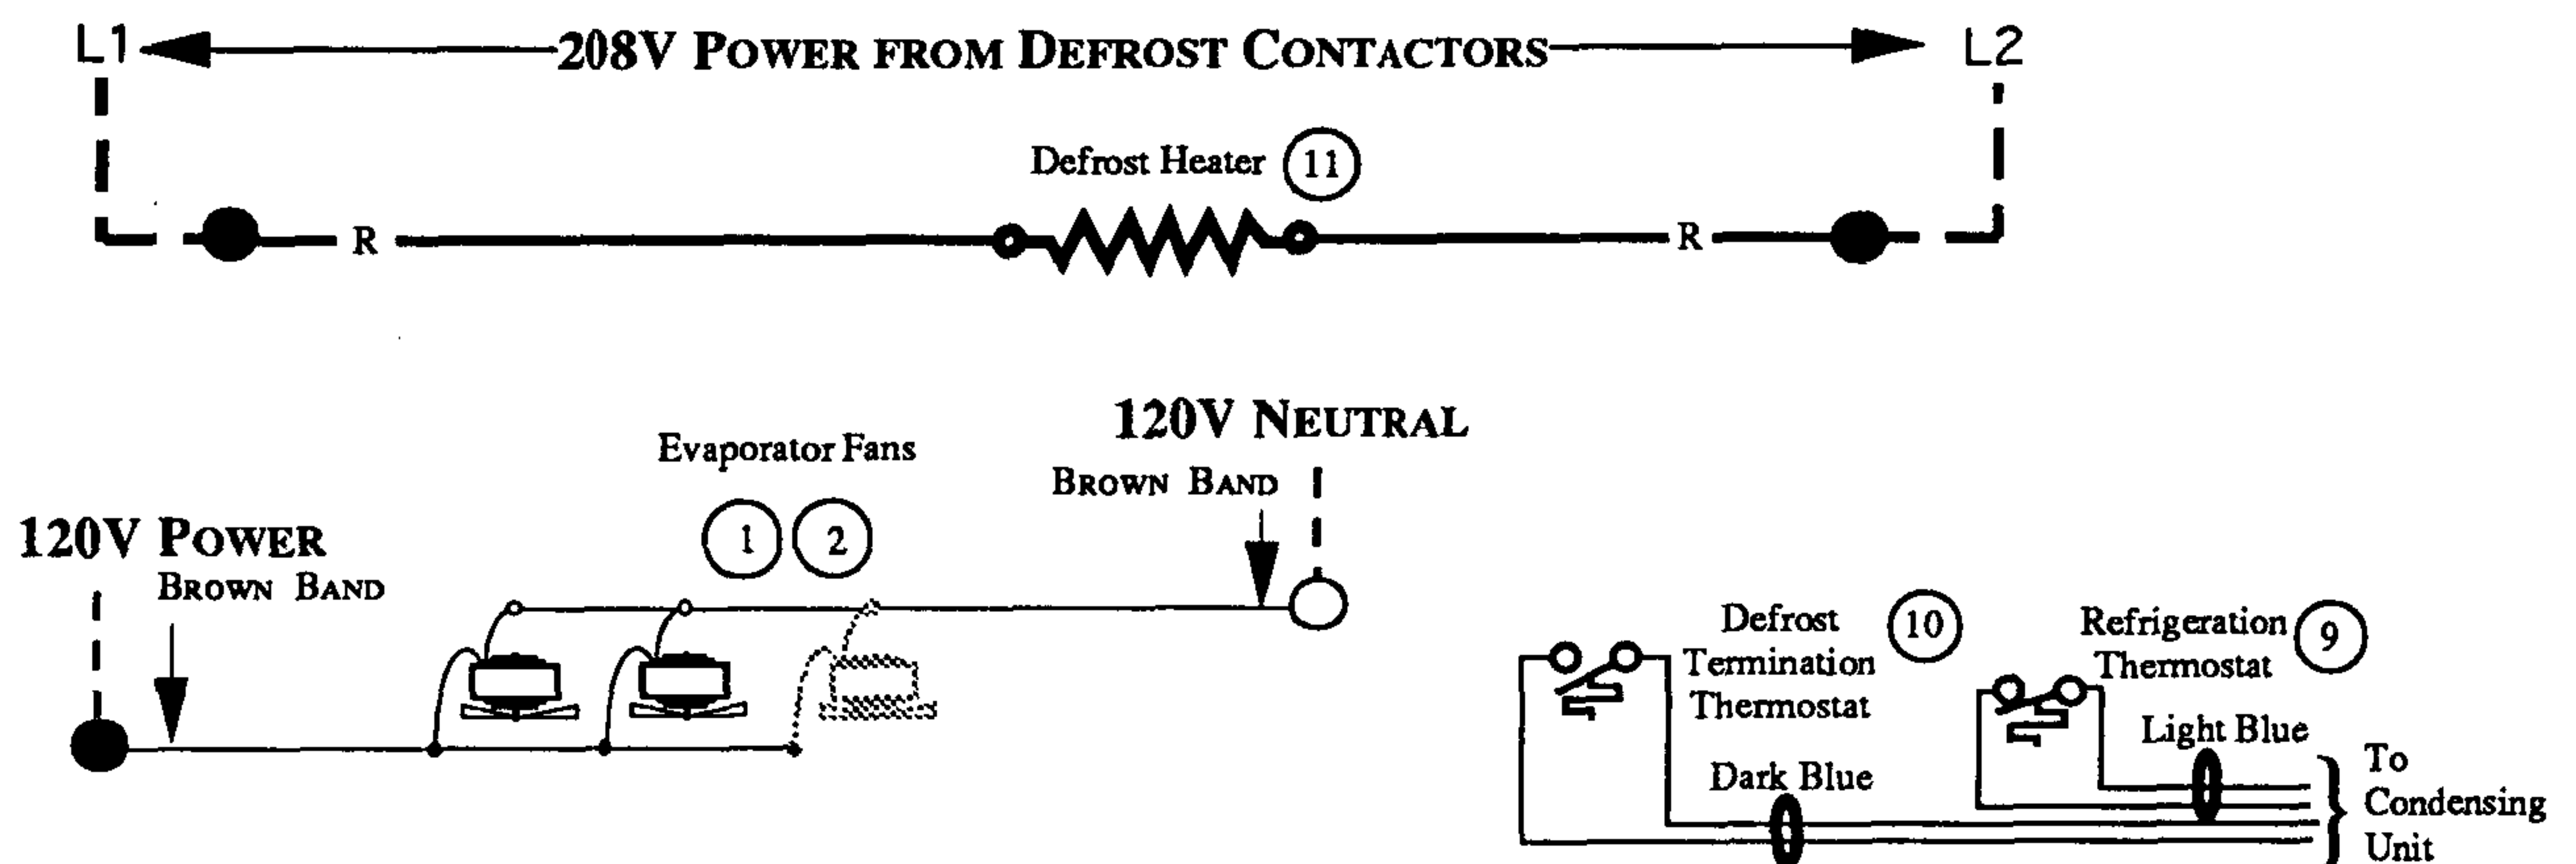 L1 208V POWER FROM DEFROST CONTACTORS L2
Defrost Heater 11
R R
120V NEUTRAL
BROWN BAND
Evaporator Fans
1 2
120V POWER
BROWN BAND
Defrost
Termination
Thermostat
10
Refrigeration
Thermostat
9
Light Blue
Dark Blue
To
Condensing
Unit